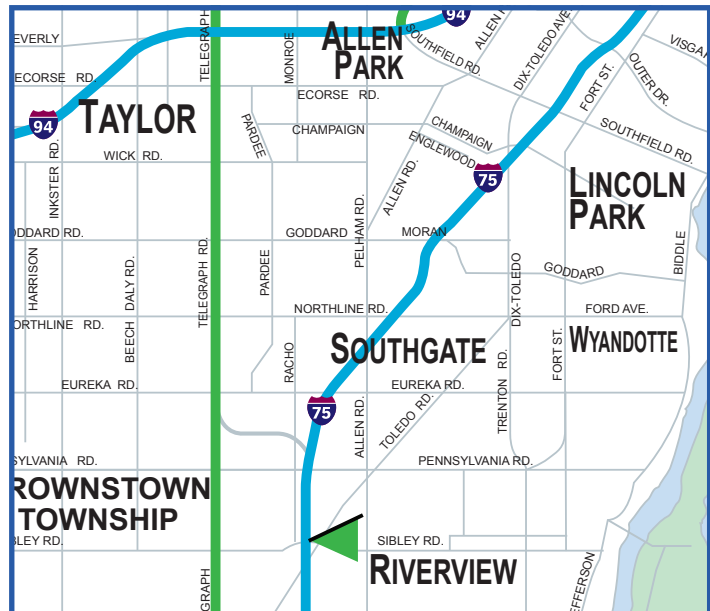 94
ALLEN RD.
DIX-TOLEDO AVE.
EVERLY
TELEGRAPH
MONROE
ALLEN
PARK
SOUTHFIELD RD.
FORT ST.
OUTER DR.
VISGAR
ECORSE RD.
ECORSE RD.
94
TAYLOR
PARDEE
CHAMPAIGN
CHAMPAIGN
ENGLEWOOD
SOUTHFIELD RD.
INKSTER RD.
WICK RD.
ALLEN RD.
75
LINCOLN
PARK
ODDARD RD.
GODDARD
PELHAM RD.
MORAN
GODDARD
BIDDLE
HARRISON
BEECH DALY RD.
TELEGRAPH RD.
PARDEE
DIX-TOLEDO
ORTHLINE RD.
NORTHLINE RD.
FORD AVE.
RACHO
SOUTHGATE
FORT ST.
WYANDOTTE
EUREKA RD.
75
ALLEN RD.
EUREKA RD.
TOLEDO RD.
TRENTON RD.
SYLVANIA RD.
PENNSYLVANIA RD.
ROWNSTOWN
TOWNSHIP
BLEY RD.
SIBLEY RD.
RIVERVIEW
EFFERSON
GRAPH